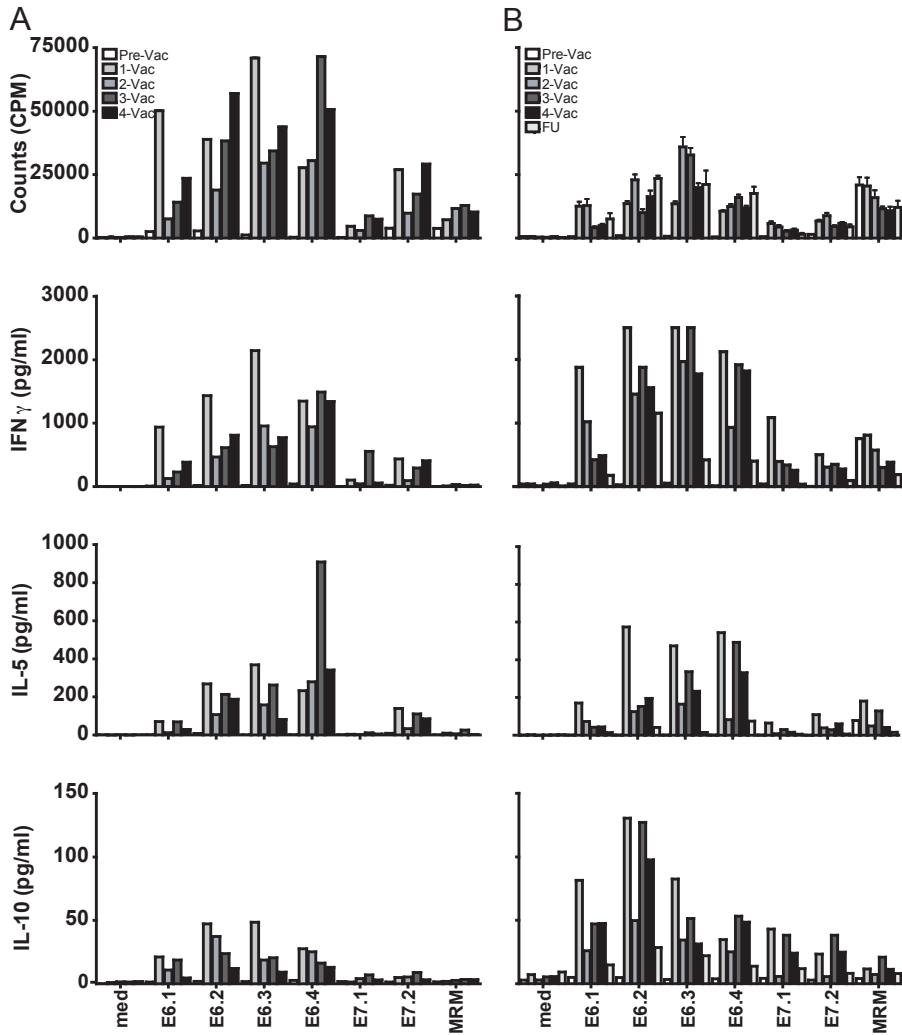 A
B
75000
50000
25000
0
Counts (CPM)
Pre-Vac
1-Vac
2-Vac
3-Vac
4-Vac
Pre-Vac
1-Vac
2-Vac
3-Vac
4-Vac
FU
3000
2000
1000
0
IFN γ (pg/ml)
1000
800
600
400
200
0
IL-5 (pg/ml)
150
100
50
0
IL-10 (pg/ml)
med
E6.1
E6.2
E6.3
E6.4
E7.1
E7.2
MRM
med
E6.1
E6.2
E6.3
E6.4
E7.1
E7.2
MRM